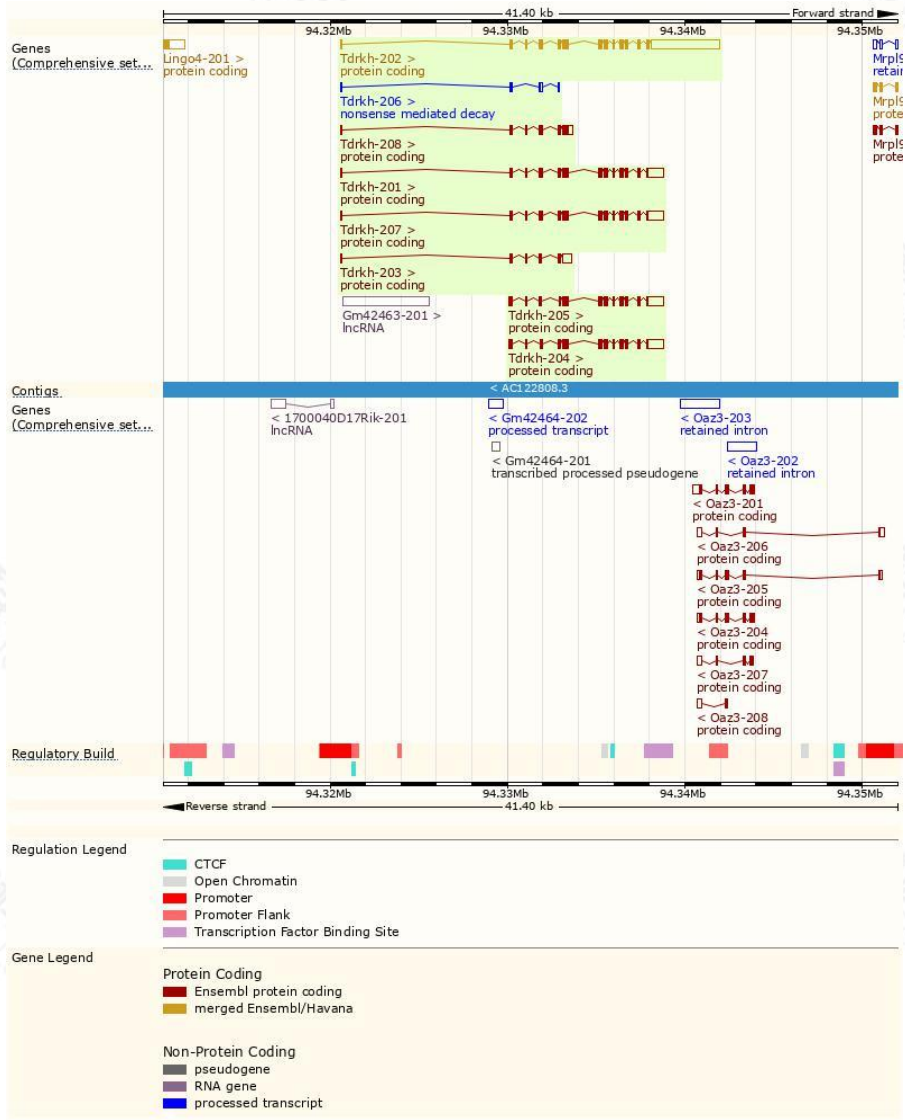 41.40 kb Forward strand
94.32Mb 94.33Mb 94.34Mb 94.35Mb
Genes
(Comprehensive set...
Lingo4-201 >
protein coding
Tdrkh-202 >
protein coding
Mrpl9
retai
Tdrkh-206 >
nonsense mediated decay
Mrpl9
prote
Tdrkh-208 >
protein coding
Mrpl9
prote
Tdrkh-201 >
protein coding
Tdrkh-207 >
protein coding
Tdrkh-203 >
protein coding
Gm42463-201 >
lncRNA
Tdrkh-205 >
protein coding
Tdrkh-204 >
protein coding
Contigs
< AC122808.3
Genes
(Comprehensive set...
< 1700040D17Rik-201
lncRNA
< Gm42464-202
processed transcript
< Oaz3-203
retained intron
< Gm42464-201
transcribed processed pseudogene
< Oaz3-202
retained intron
< Oaz3-201
protein coding
< Oaz3-206
protein coding
< Oaz3-205
protein coding
< Oaz3-204
protein coding
< Oaz3-207
protein coding
< Oaz3-208
protein coding
Regulatory Build
94.32Mb 94.33Mb 94.34Mb 94.35Mb
Reverse strand 41.40 kb
Regulation Legend
CTCF
Open Chromatin
Promoter
Promoter Flank
Transcription Factor Binding Site
Gene Legend
Protein Coding
Ensembl protein coding
merged Ensembl/Havana
Non-Protein Coding
pseudogene
RNA gene
processed transcript